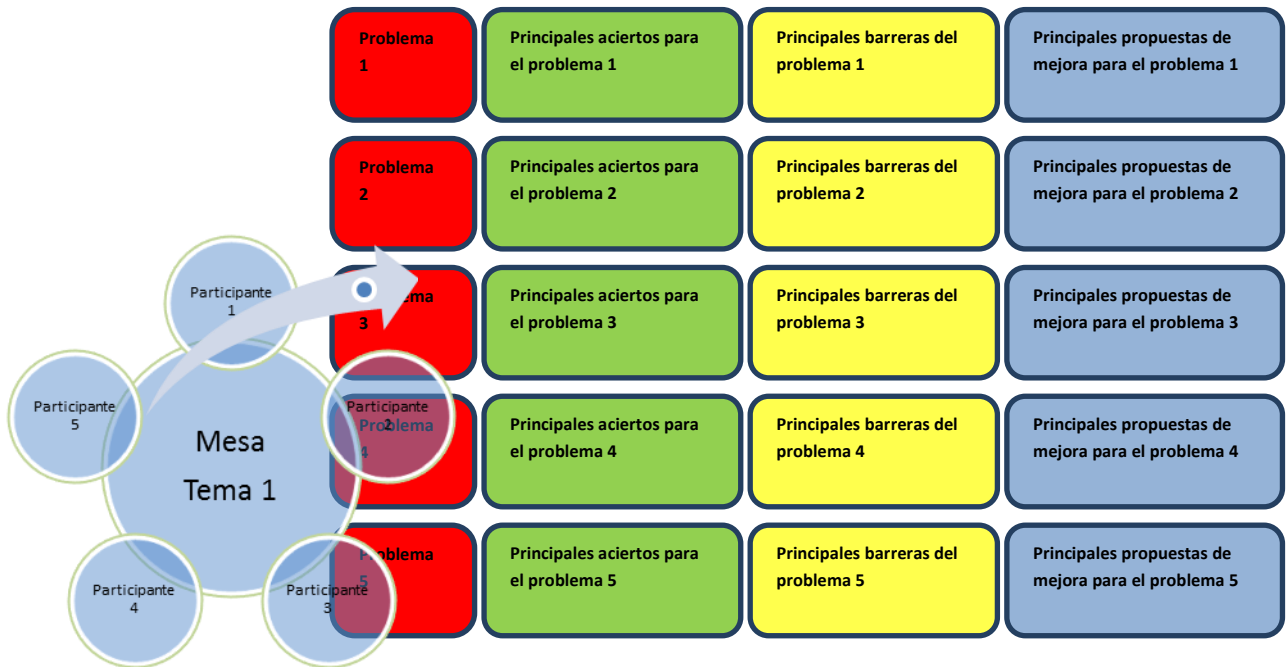 Problema
1
Principales aciertos para
el problema 1
Principales barreras del
problema 1
Principales propuestas de
mejora para el problema 1
Problema
2
Principales aciertos para
el problema 2
Principales barreras del
problema 2
Principales propuestas de
mejora para el problema 2
ema
3
Principales aciertos para
el problema 3
Principales barreras del
problema 3
Principales propuestas de
mejora para el problema 3
Problema
4
Principales aciertos para
el problema 4
Principales barreras del
problema 4
Principales propuestas de
mejora para el problema 4
Problema
5
Principales aciertos para
el problema 5
Principales barreras del
problema 5
Principales propuestas de
mejora para el problema 5
Participante
1
Participante
2
Participante
3
Participante
4
Participante
5
Mesa
Tema 1